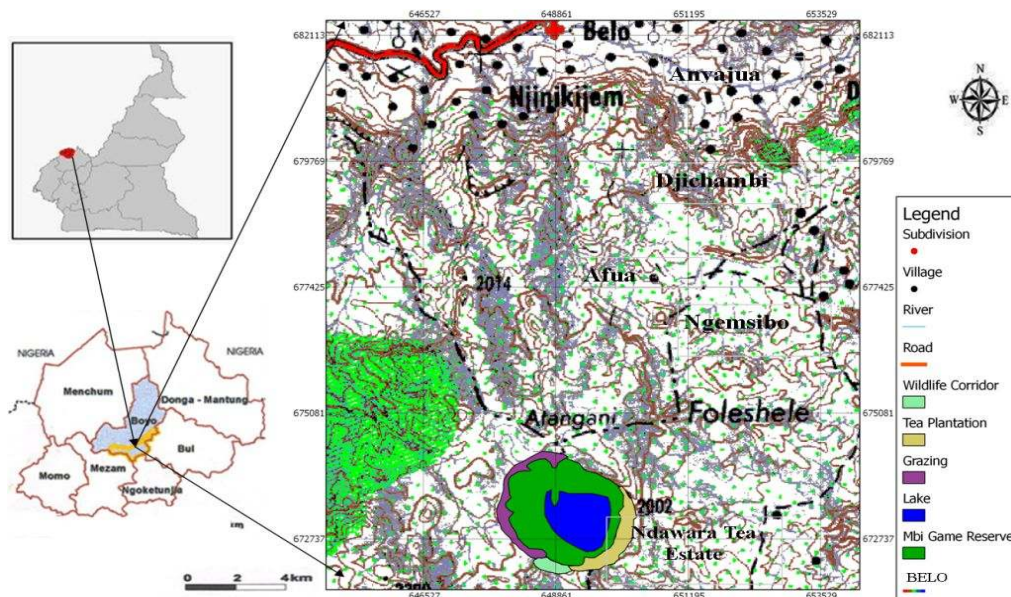 646527 648861 651195 653529
682113 682113
Belo
Anvajua
Njinikijem
D
679769 679769
Djichambi
Afua
2014
677425 677425
Ngemsibo
675081 675081
Foleshele
2002
Ndawara Tea
Estate
672737 672737
646527 648861 651195 653529
N
W E
S
NIGERIA NIGERIA
Menchum
Donga - Mantung
Boyo
Bui
Mezam
Momo
Ngoketunjia
0 2 4km
Legend
Subdivision
Village
River
Road
Wildlife Corridor
Tea Plantation
Grazing
Lake
Mbi Game Reserve
BELO